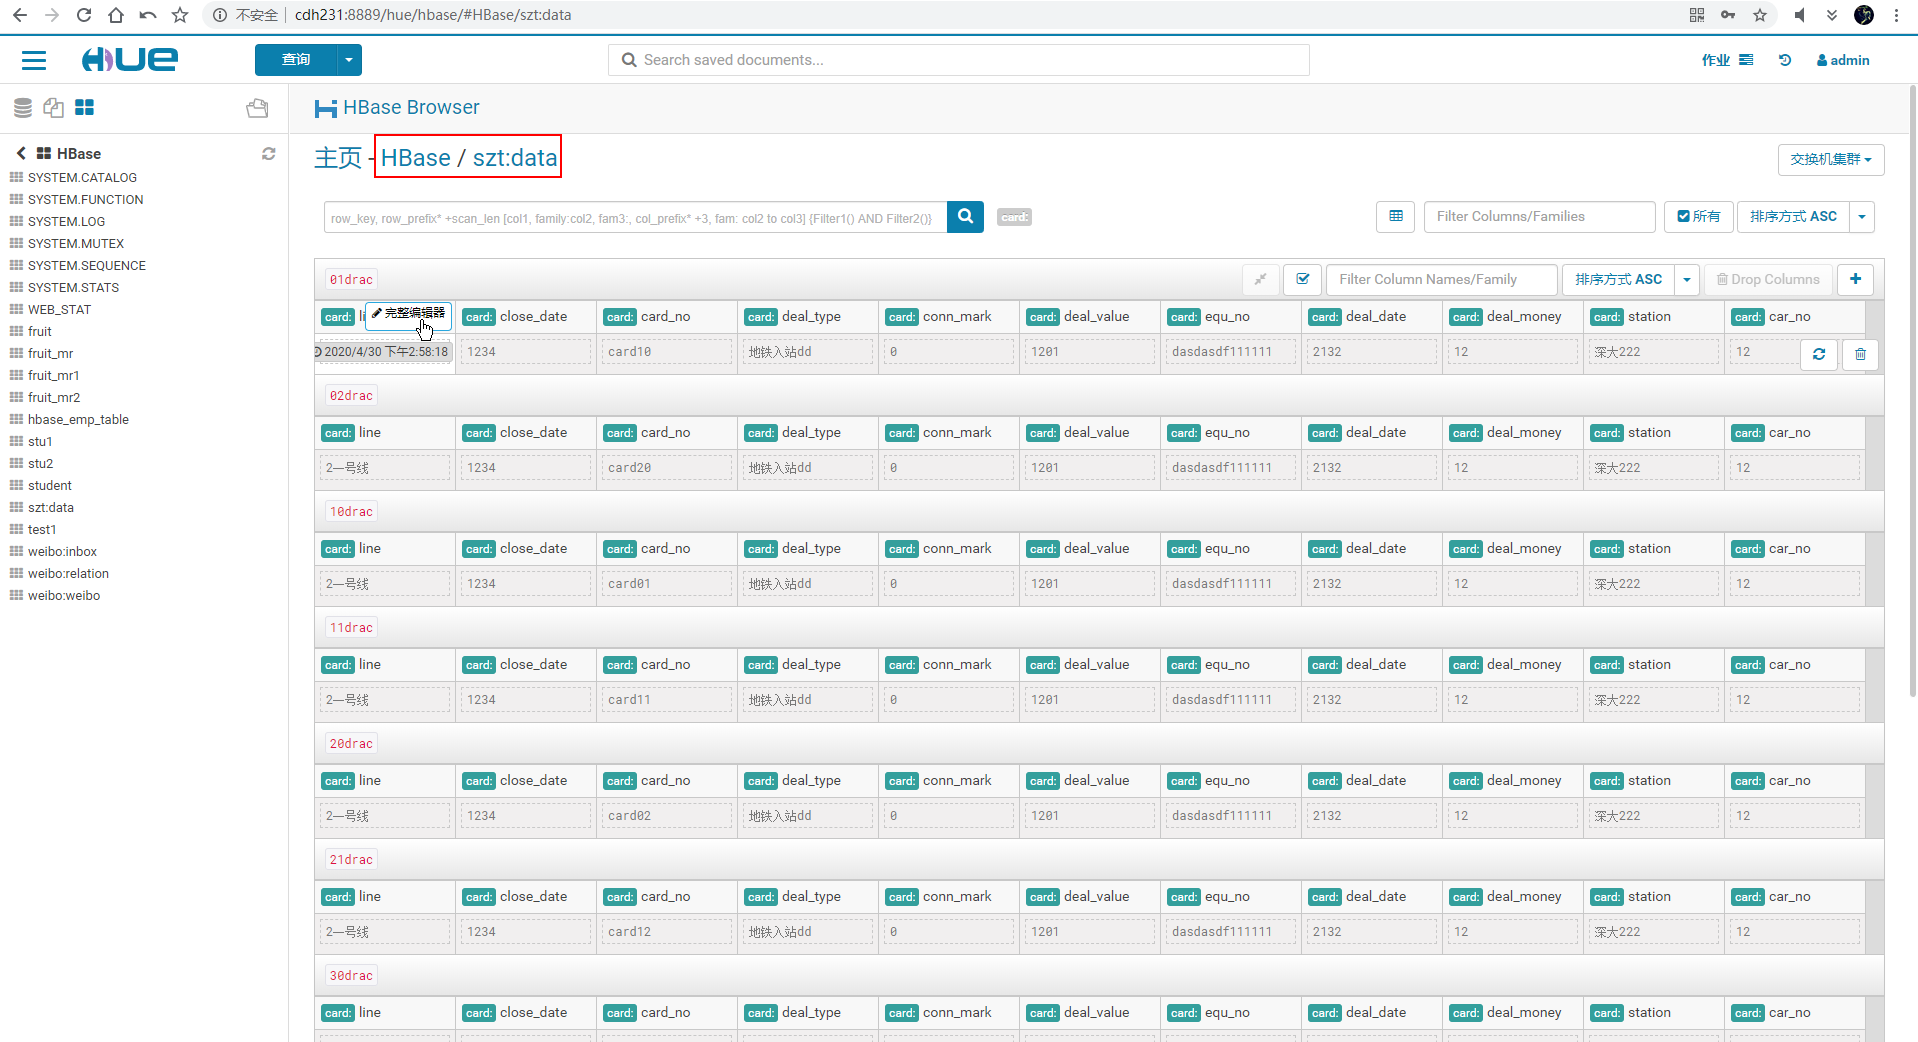 不安全 cdh231:8889/hue/hbase/#HBase/szt:data
HUE 查询 Search saved documents... 作业 admin
HBase Browser
HBase
SYSTEM.CATALOG
SYSTEM.FUNCTION
SYSTEM.LOG
SYSTEM.MUTEX
SYSTEM.SEQUENCE
SYSTEM.STATS
WEB_STAT
fruit
fruit_mr
fruit_mr1
fruit_mr2
hbase_emp_table
stu1
stu2
student
szt:data
test1
weibo:inbox
weibo:relation
weibo:weibo
主页 - HBase / szt:data 交换机集群
row_key, row_prefix* +scan_len [col1, family:col2, fam3:, col_prefix* +3, fam: col2 to col3] {Filter1() AND Filter2()} card: Filter Columns/Families 所有 排序方式 ASC
01drac Filter Column Names/Family 排序方式 ASC Drop Columns
card: li 完整编辑器 card: close_date card: card_no card: deal_type card: conn_mark card: deal_value card: equ_no card: deal_date card: deal_money card: station card: car_no
2020/4/30 下午2:58:18 1234 card10 地铁入站dd 0 1201 dasdasdf111111 2132 12 深大222 12
02drac
card: line card: close_date card: card_no card: deal_type card: conn_mark card: deal_value card: equ_no card: deal_date card: deal_money card: station card: car_no
2一号线 1234 card20 地铁入站dd 0 1201 dasdasdf111111 2132 12 深大222 12
10drac
card: line card: close_date card: card_no card: deal_type card: conn_mark card: deal_value card: equ_no card: deal_date card: deal_money card: station card: car_no
2一号线 1234 card01 地铁入站dd 0 1201 dasdasdf111111 2132 12 深大222 12
11drac
card: line card: close_date card: card_no card: deal_type card: conn_mark card: deal_value card: equ_no card: deal_date card: deal_money card: station card: car_no
2一号线 1234 card11 地铁入站dd 0 1201 dasdasdf111111 2132 12 深大222 12
20drac
card: line card: close_date card: card_no card: deal_type card: conn_mark card: deal_value card: equ_no card: deal_date card: deal_money card: station card: car_no
2一号线 1234 card02 地铁入站dd 0 1201 dasdasdf111111 2132 12 深大222 12
21drac
card: line card: close_date card: card_no card: deal_type card: conn_mark card: deal_value card: equ_no card: deal_date card: deal_money card: station card: car_no
2一号线 1234 card12 地铁入站dd 0 1201 dasdasdf111111 2132 12 深大222 12
30drac
card: line card: close_date card: card_no card: deal_type card: conn_mark card: deal_value card: equ_no card: deal_date card: deal_money card: station card: car_no